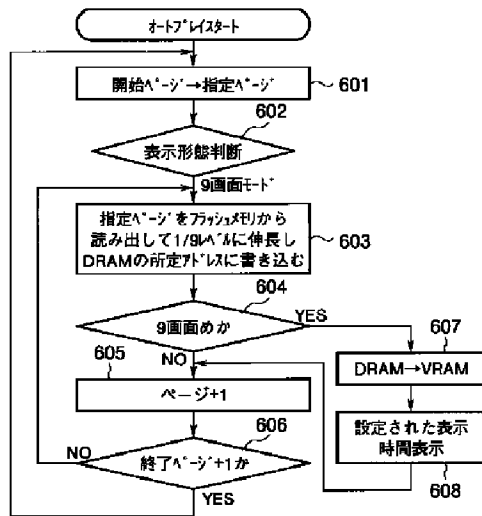 オートプレイスタート
開始ページ→指定ページ
601
602
表示形態判断
9画面モード
指定ページをフラッシュメモリから
読み出して1/9レベルに伸長し
DRAMの所定アドレスに書き込む
603
604
9画面めか
YES
NO
607
DRAM→VRAM
605
ページ+1
設定された表示
時間表示
608
606
終了ページ+1か
NO
YES